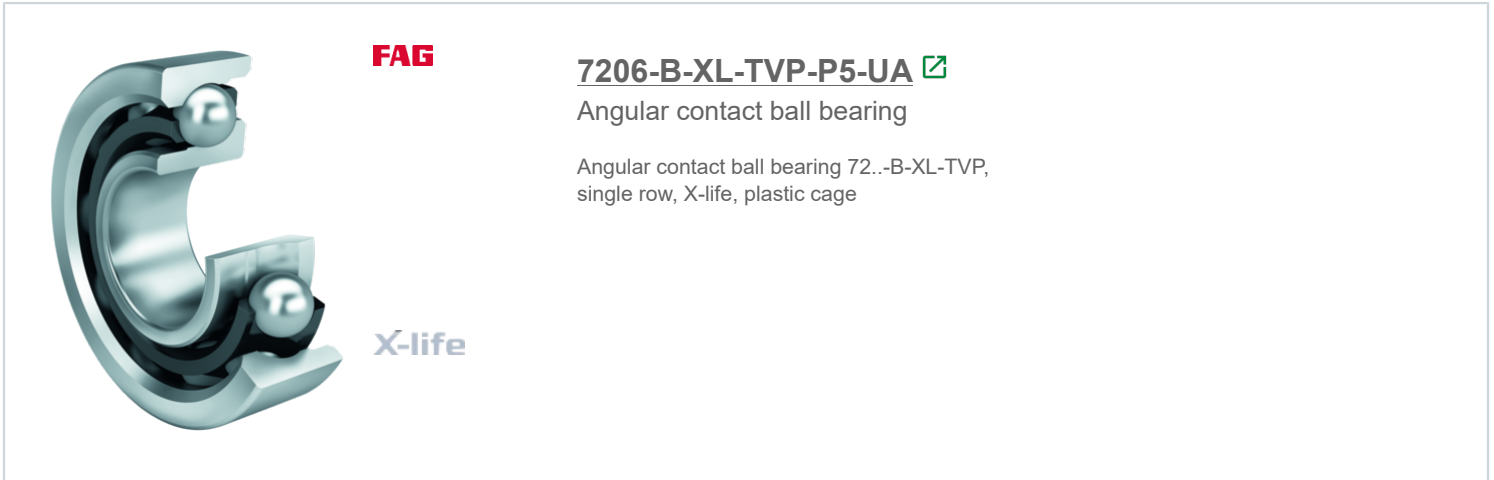 FAG
7206-B-XL-TVP-P5-UA
Angular contact ball bearing
Angular contact ball bearing 72..-B-XL-TVP,
single row, X-life, plastic cage
X-life